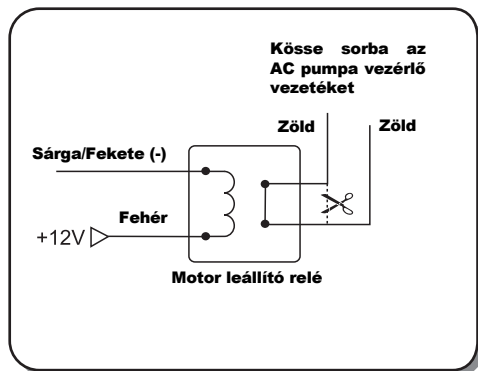 Kösse sorba az
AC pumpa vezérlő
vezetéket
Zöld
Zöld
Sárga/Fekete (-)
Fehér
+12V
Motor leállító relé